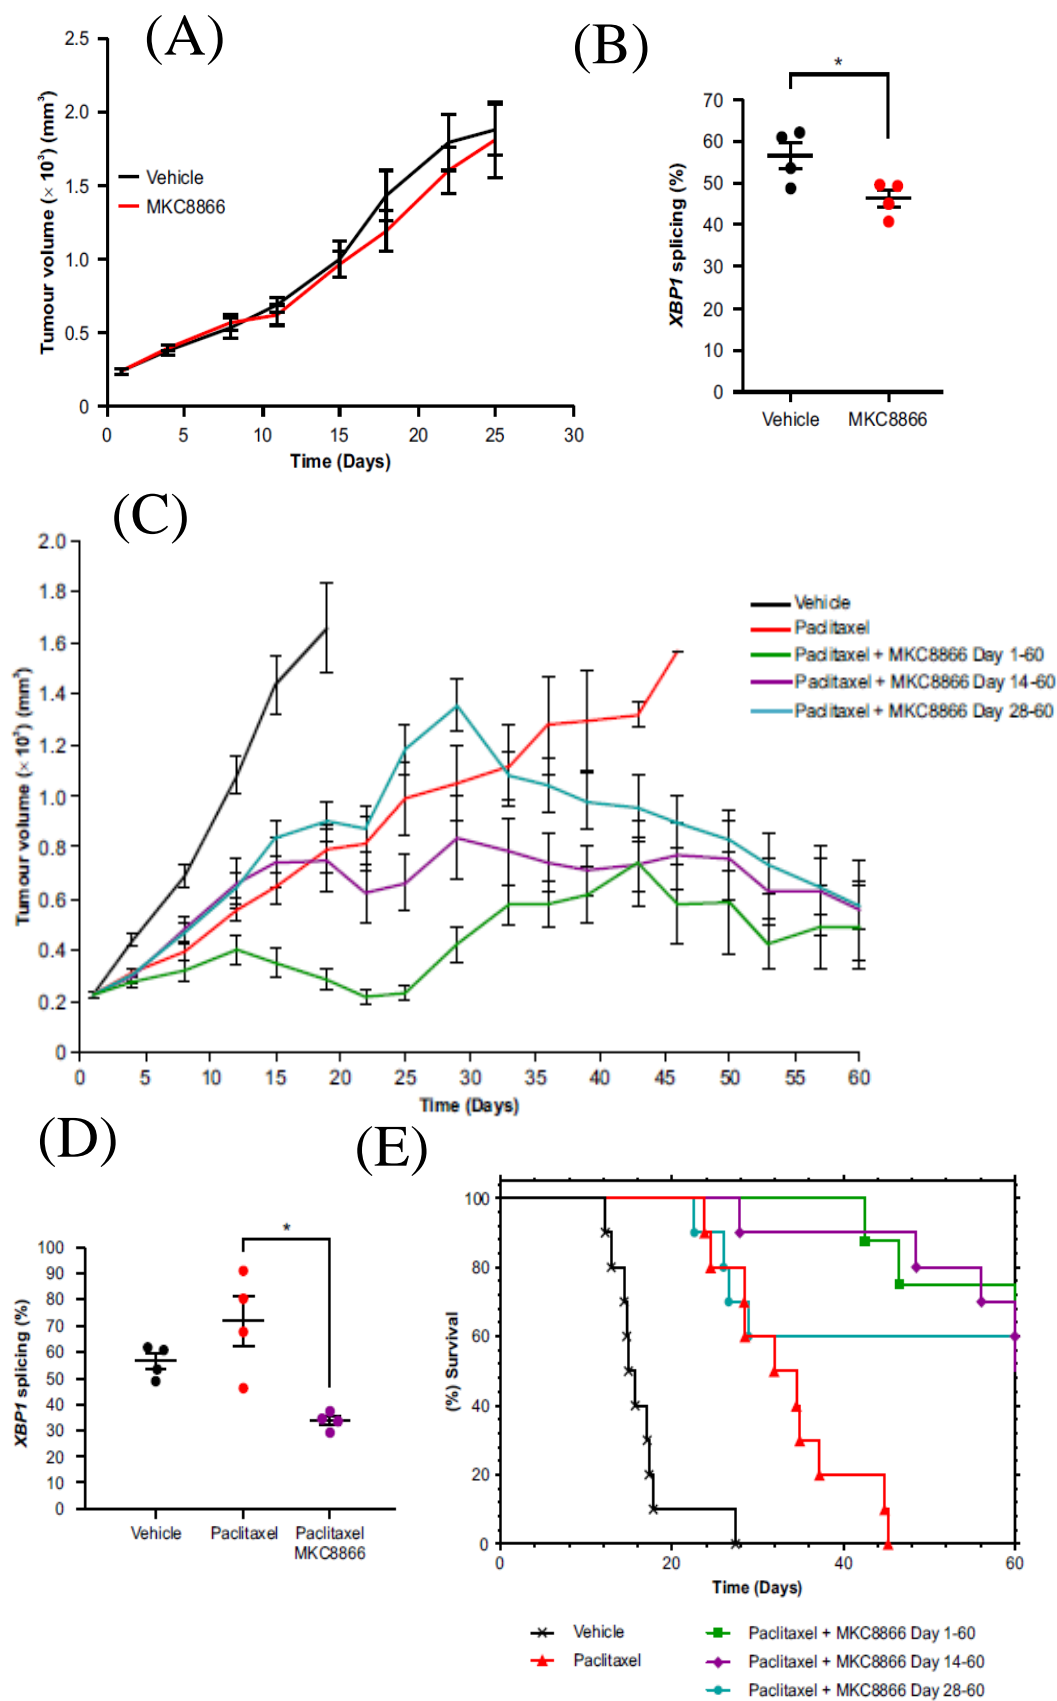 (A)
2.5
2.0
1.5
1.0
0.5
0
Tumour volume (× 10³) (mm³)
Vehicle
MKC8866
0 5 10 15 20 25 30
Time (Days)
(B)
*
70
60
50
40
30
20
10
0
XBP1 splicing (%)
Vehicle MKC8866
(C)
2.0
1.8
1.6
1.4
1.2
1.0
0.8
0.6
0.4
0.2
0
Tumour volume (× 10³) (mm³)
Vehicle
Paclitaxel
Paclitaxel + MKC8866 Day 1-60
Paclitaxel + MKC8866 Day 14-60
Paclitaxel + MKC8866 Day 28-60
0 5 10 15 20 25 30 35 40 45 50 55 60
Time (Days)
(D)
*
100
90
80
70
60
50
40
30
20
10
0
XBP1 splicing (%)
Vehicle Paclitaxel Paclitaxel
MKC8866
(E)
100
80
60
40
20
0
(%) Survival
0 20 40 60
Time (Days)
Vehicle
Paclitaxel
Paclitaxel + MKC8866 Day 1-60
Paclitaxel + MKC8866 Day 14-60
Paclitaxel + MKC8866 Day 28-60